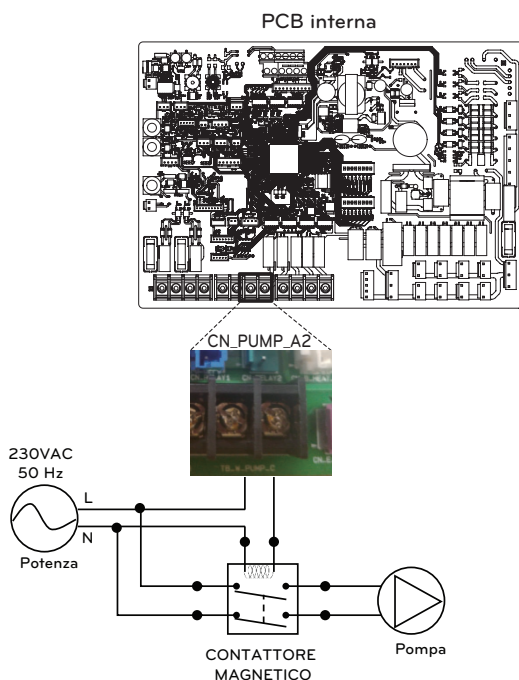 PCB interna
CN_PUMP_A2
230VAC
50 Hz
L
N
Potenza
CONTATTORE
MAGNETICO
Pompa